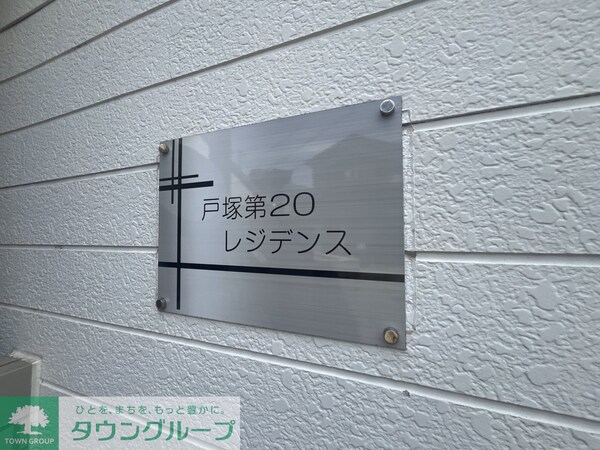 戸塚第20
レジデンス
ひとを、まちを、もっと豊かに。
タウングループ
TOWN GROUP